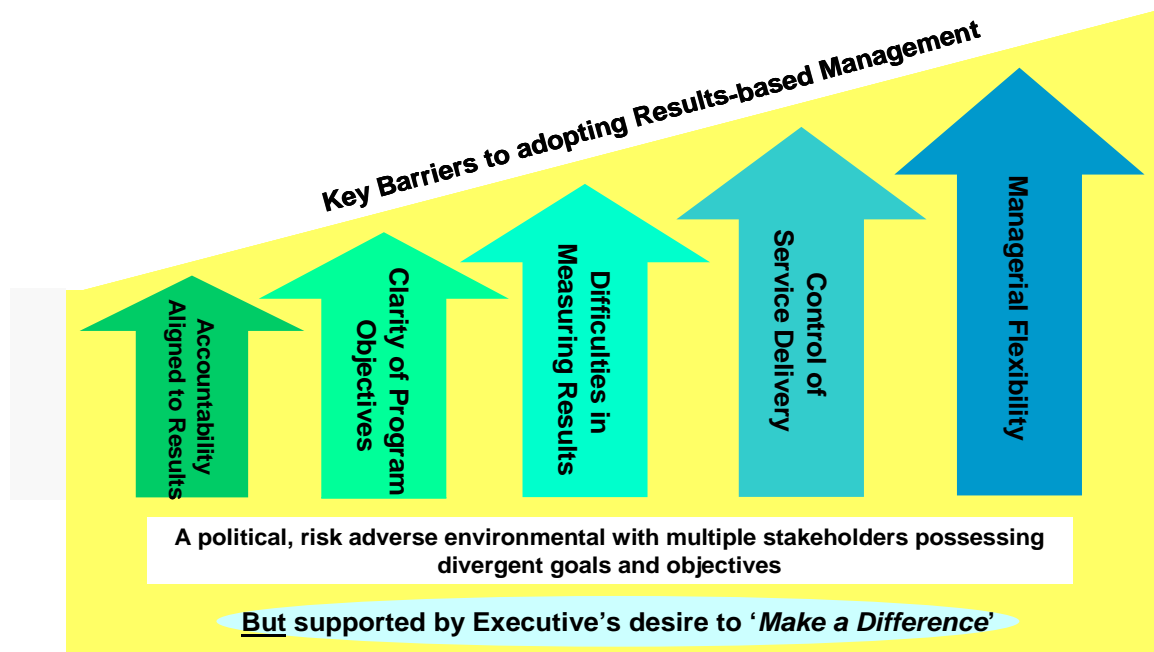 Key Barriers to adopting Results-based Management
Accountability
Aligned to Results
Clarity of Program
Objectives
Difficulties in
Measuring Results
Control of
Service Delivery
Managerial Flexibility
A political, risk adverse environmental with multiple stakeholders possessing
divergent goals and objectives
But supported by Executive’s desire to ‘Make a Difference’